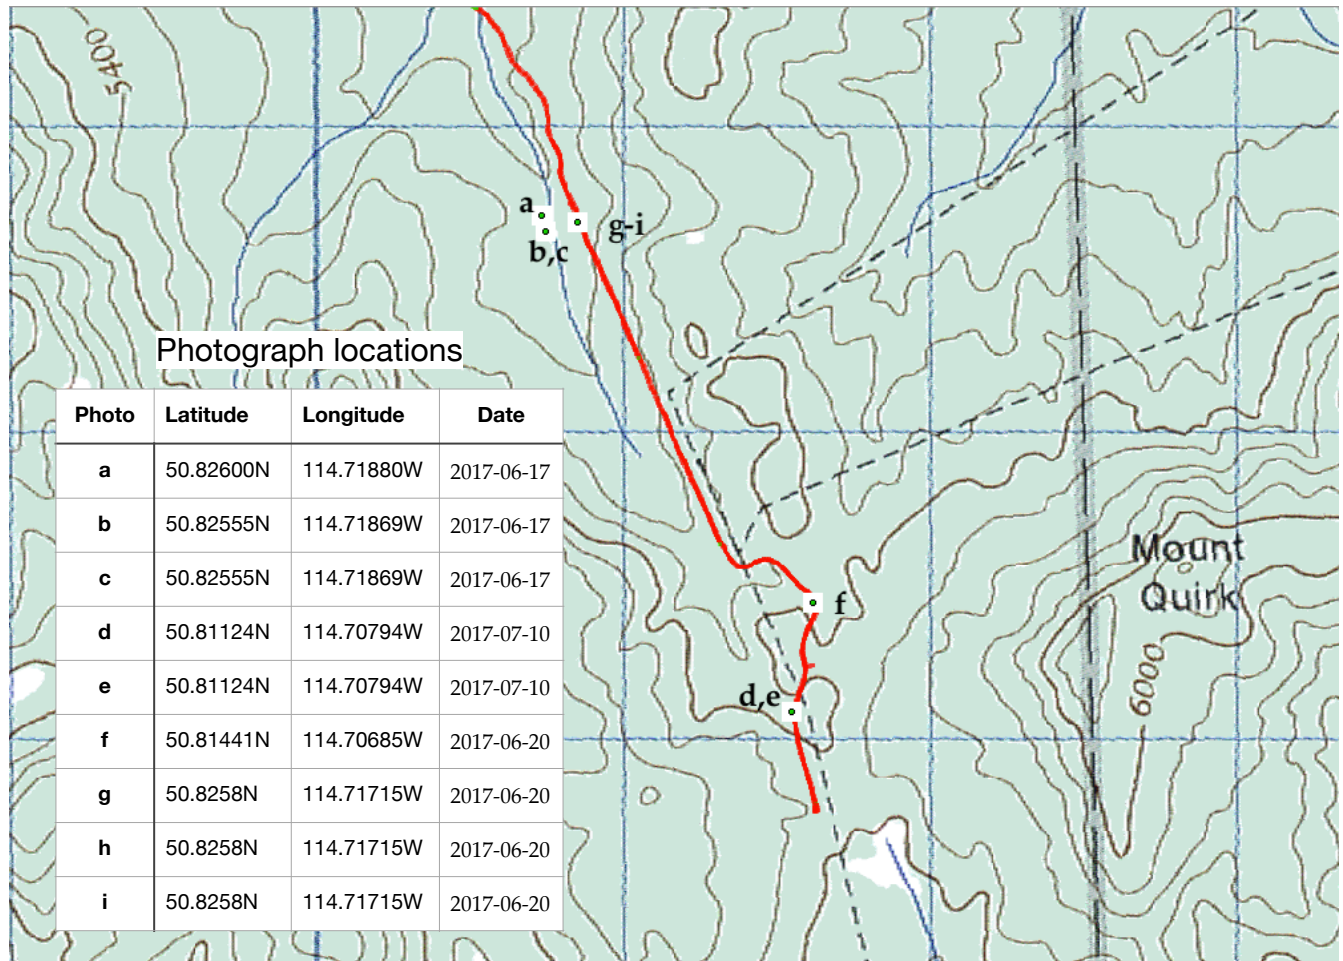 5400
a
g-i
b,c
Photograph locations
Photo Latitude Longitude Date
a 50.82600N 114.71880W 2017-06-17
b 50.82555N 114.71869W 2017-06-17
c 50.82555N 114.71869W 2017-06-17
d 50.81124N 114.70794W 2017-07-10
e 50.81124N 114.70794W 2017-07-10
f 50.81441N 114.70685W 2017-06-20
g 50.8258N 114.71715W 2017-06-20
h 50.8258N 114.71715W 2017-06-20
i 50.8258N 114.71715W 2017-06-20
Mount
Quirk
f
6000
d,e